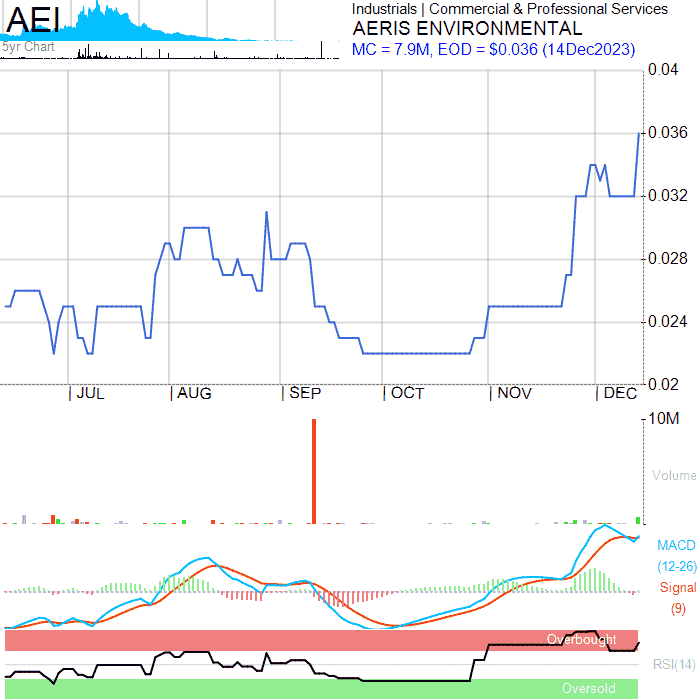 AEI
5yr Chart
Industrials | Commercial & Professional Services
AERIS ENVIRONMENTAL
MC = 7.9M, EOD = $0.036 (14Dec2023)
0.04
0.036
0.032
0.028
0.024
0.02
| JUL | AUG | SEP | OCT | NOV | DEC
10M
Volume
MACD
(12-26)
Signal
(9)
Overbought
RSI(14)
Oversold